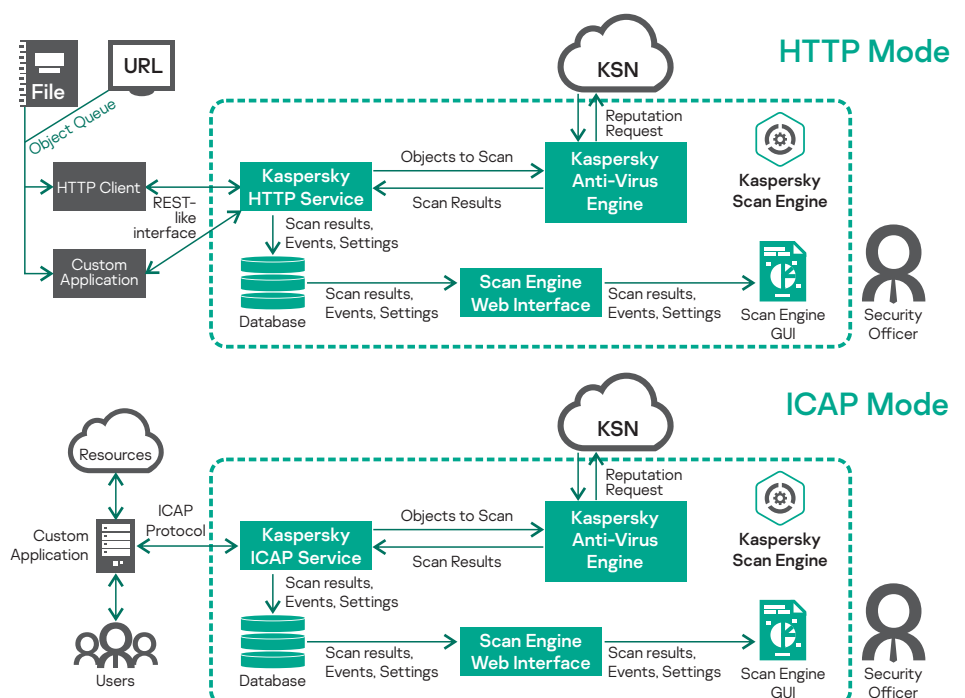 HTTP Mode
KSN
URL
File
Object Queue
Reputation
Request
HTTP Client
REST-
like
interface
Custom
Application
Kaspersky
HTTP Service
Objects to Scan
Scan Results
Kaspersky
Anti-Virus
Engine
Kaspersky
Scan Engine
Scan results,
Events, Settings
Database
Scan results,
Events, Settings
Scan Engine
Web Interface
Scan results,
Events, Settings
Scan Engine
GUI
Security
Officer
ICAP Mode
KSN
Resources
Reputation
Request
ICAP
Protocol
Custom
Application
Kaspersky
ICAP Service
Objects to Scan
Scan Results
Kaspersky
Anti-Virus
Engine
Kaspersky
Scan Engine
Scan results,
Events, Settings
Users
Database
Scan results,
Events, Settings
Scan Engine
Web Interface
Scan results,
Events, Settings
Scan Engine
GUI
Security
Officer